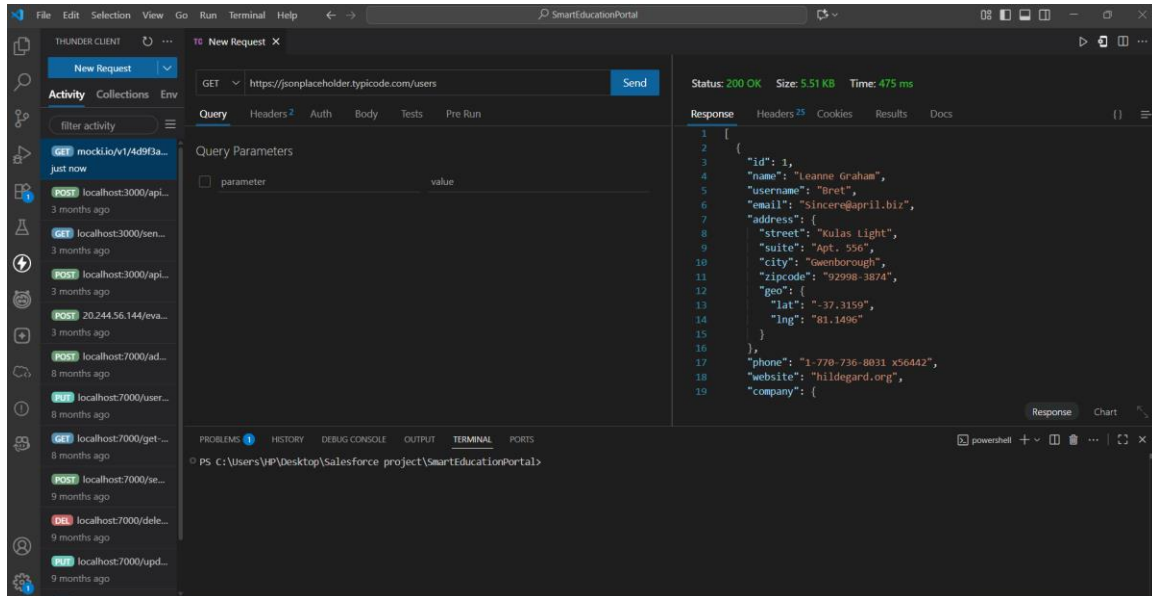 File Edit Selection View Go Run Terminal Help
SmartEducationPortal
THUNDER CLIENT
New Request
Activity Collections Env
filter activity
GET mocki.io/v1/4d9f3a...
just now
POST localhost:3000/api...
3 months ago
GET localhost:3000/sen...
3 months ago
POST localhost:3000/api...
3 months ago
POST 20.244.56.144/eva...
3 months ago
POST localhost:7000/ad...
8 months ago
PUT localhost:7000/user...
8 months ago
GET localhost:7000/get-...
8 months ago
POST localhost:7000/se...
9 months ago
DEL localhost:7000/dele...
9 months ago
PUT localhost:7000/upd...
9 months ago
TC New Request
GET https://jsonplaceholder.typicode.com/users Send
Query Headers 2 Auth Body Tests Pre Run
Query Parameters
parameter value
Status: 200 OK Size: 5.51 KB Time: 475 ms
Response Headers 25 Cookies Results Docs {}
1 [
2 {
3 "id": 1,
4 "name": "Leanne Graham",
5 "username": "Bret",
6 "email": "Sincere@april.biz",
7 "address": {
8 "street": "Kulas Light",
9 "suite": "Apt. 556",
10 "city": "Gwenborough",
11 "zipcode": "92998-3874",
12 "geo": {
13 "lat": "-37.3159",
14 "lng": "81.1496"
15 }
16 },
17 "phone": "1-770-736-8031 x56442",
18 "website": "hildegard.org",
19 "company": {
Response Chart
PROBLEMS 1 HISTORY DEBUG CONSOLE OUTPUT TERMINAL PORTS
powershell
PS C:\Users\HP\Desktop\Salesforce project\SmartEducationPortal>